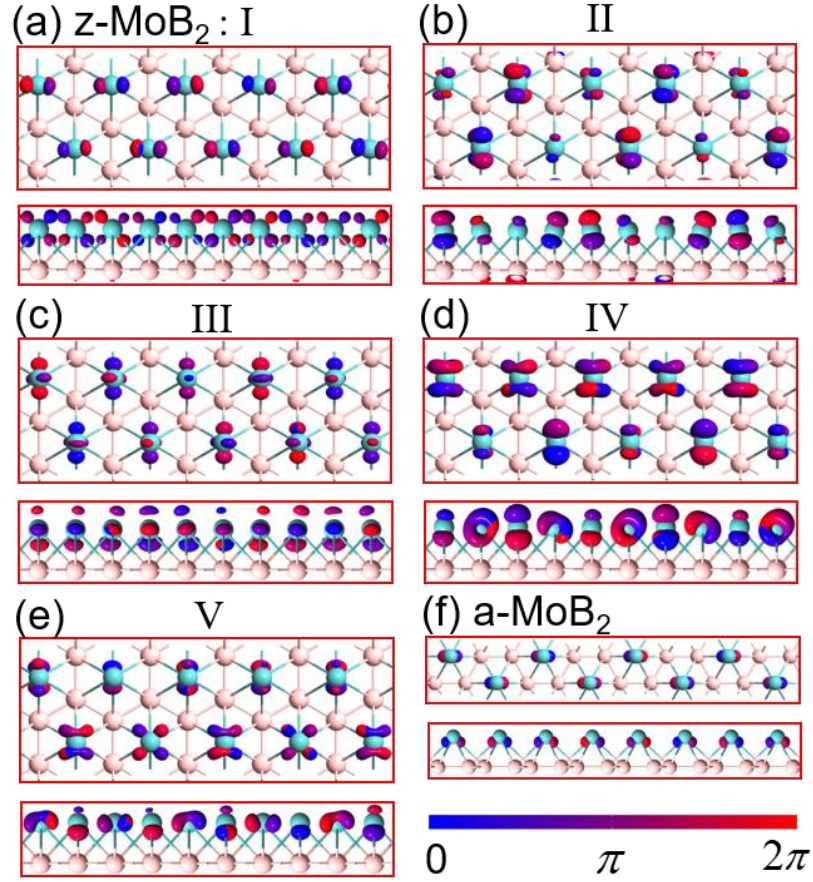 (a) z-MoB₂ : I
(b) II
(c) III
(d) IV
(e) V
(f) a-MoB₂
0 π 2π